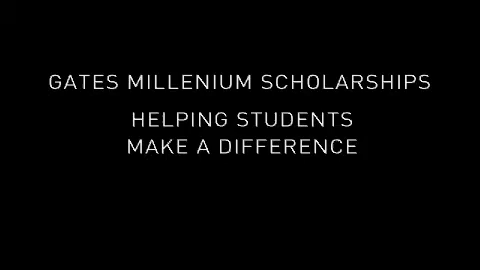 GATES MILLENIUM SCHOLARSHIPS
HELPING STUDENTS
MAKE A DIFFERENCE